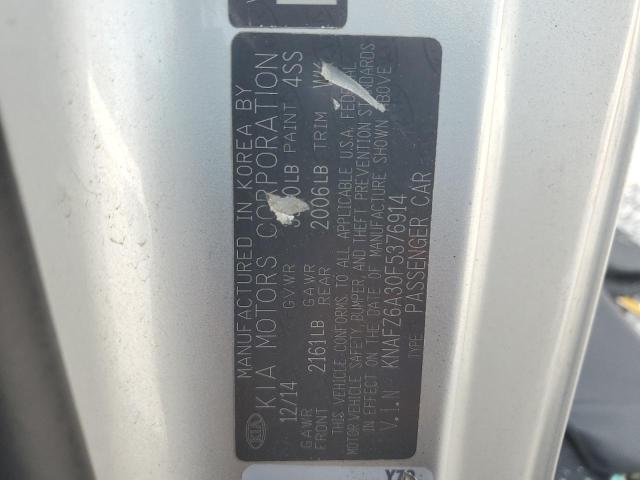 KIA
MANUFACTURED IN KOREA BY
KIA MOTORS CORPORATION
12/14 GVWR LB PAINT 4SS
GAWR FRONT 2161LB GAWR REAR 2006LB TRIM
THIS VEHICLE CONFORMS TO ALL APPLICABLE U.S.A. FEDERAL
MOTOR VEHICLE SAFETY, BUMPER, AND THEFT PREVENTION STANDARDS
IN EFFECT ON THE DATE OF MANUFACTURE SHOWN ABOVE
V.I.N KNAFZ6A30F5376914
TYPE PASSENGER CAR